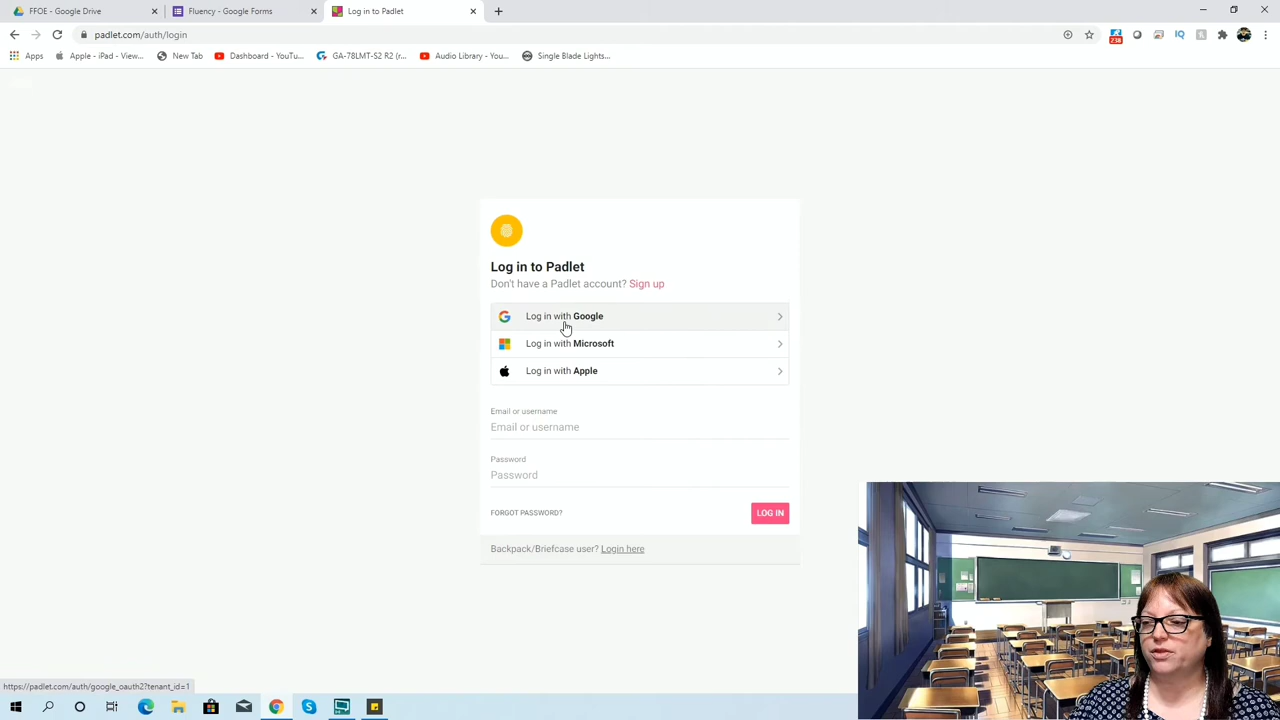 FFOE - Google Drive
Fluency - Google Forms
Log in to Padlet
padlet.com/auth/login
238
IQ
Apps
Apple - iPad - View...
New Tab
Dashboard - YouTu...
GA-78LMT-S2 R2 (r...
Audio Library - You...
Single Blade Lights...
Log in to Padlet
Don't have a Padlet account? Sign up
Log in with Google
Log in with Microsoft
Log in with Apple
Email or username
Email or username
Password
Password
FORGOT PASSWORD?
LOG IN
Backpack/Briefcase user? Login here
https://padlet.com/auth/google_oauth2?tenant_id=1